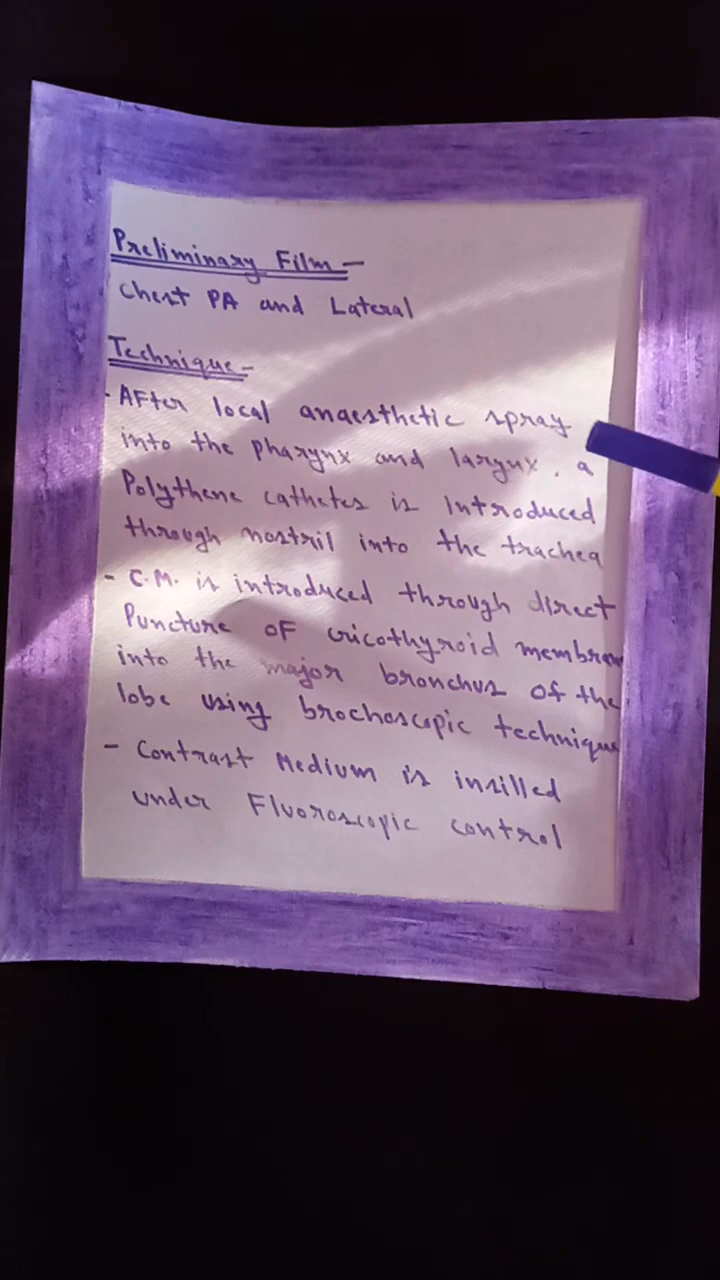 Preliminary Film -
Chest PA and Lateral
Technique -
- After local anaesthetic spray
into the pharynx and larynx, a
Polythene catheter is introduced
through nostril into the trachea
- C.M. is introduced through direct
Puncture of cricothyroid membrane
into the major bronchus of the
lobe using brochoscopic technique
- Contrast Medium is insilled
under Fluoroscopic control